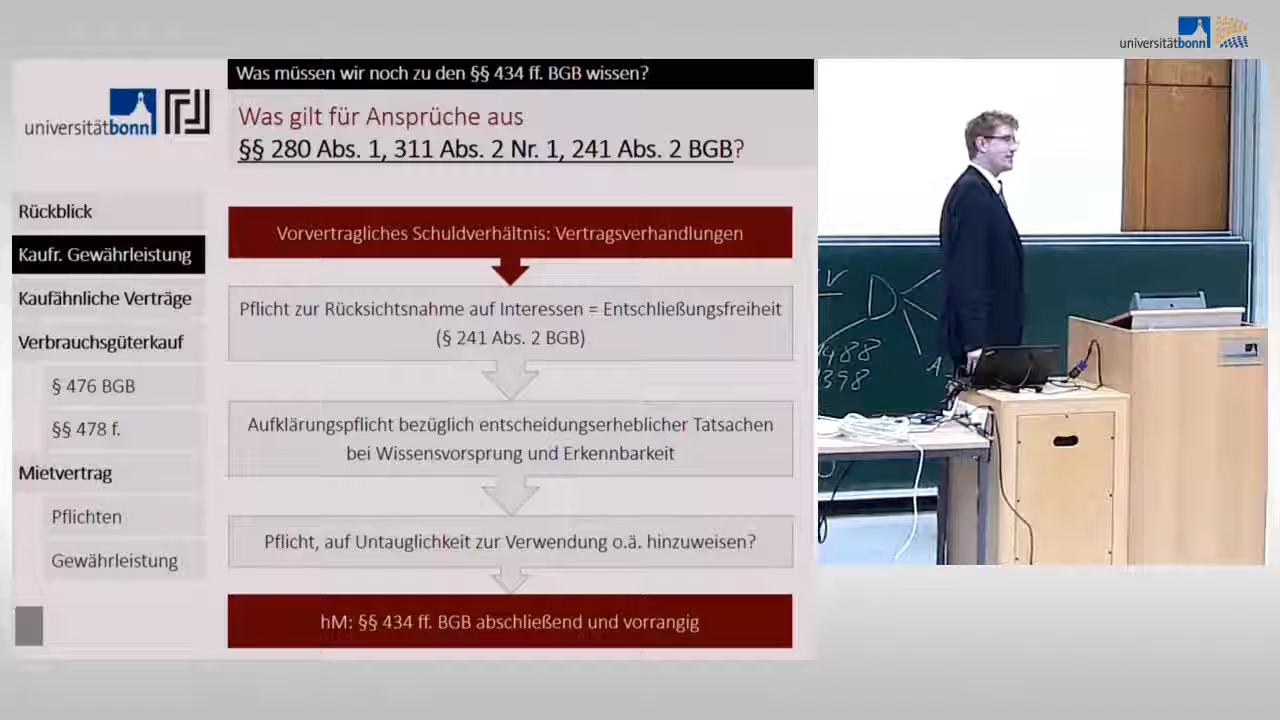 universitätbonn
Was müssen wir noch zu den §§ 434 ff. BGB wissen?
universitätbonn
Was gilt für Ansprüche aus
§§ 280 Abs. 1, 311 Abs. 2 Nr. 1, 241 Abs. 2 BGB?
Rückblick
Kaufr. Gewährleistung
Kaufähnliche Verträge
Verbrauchsgüterkauf
§ 476 BGB
§§ 478 f.
Mietvertrag
Pflichten
Gewährleistung
Vorvertragliches Schuldverhältnis: Vertragsverhandlungen
Pflicht zur Rücksichtsnahme auf Interessen = Entschließungsfreiheit
(§ 241 Abs. 2 BGB)
Aufklärungspflicht bezüglich entscheidungserheblicher Tatsachen
bei Wissensvorsprung und Erkennbarkeit
Pflicht, auf Untauglichkeit zur Verwendung o.ä. hinzuweisen?
hM: §§ 434 ff. BGB abschließend und vorrangig
V
D
A
1488
1398